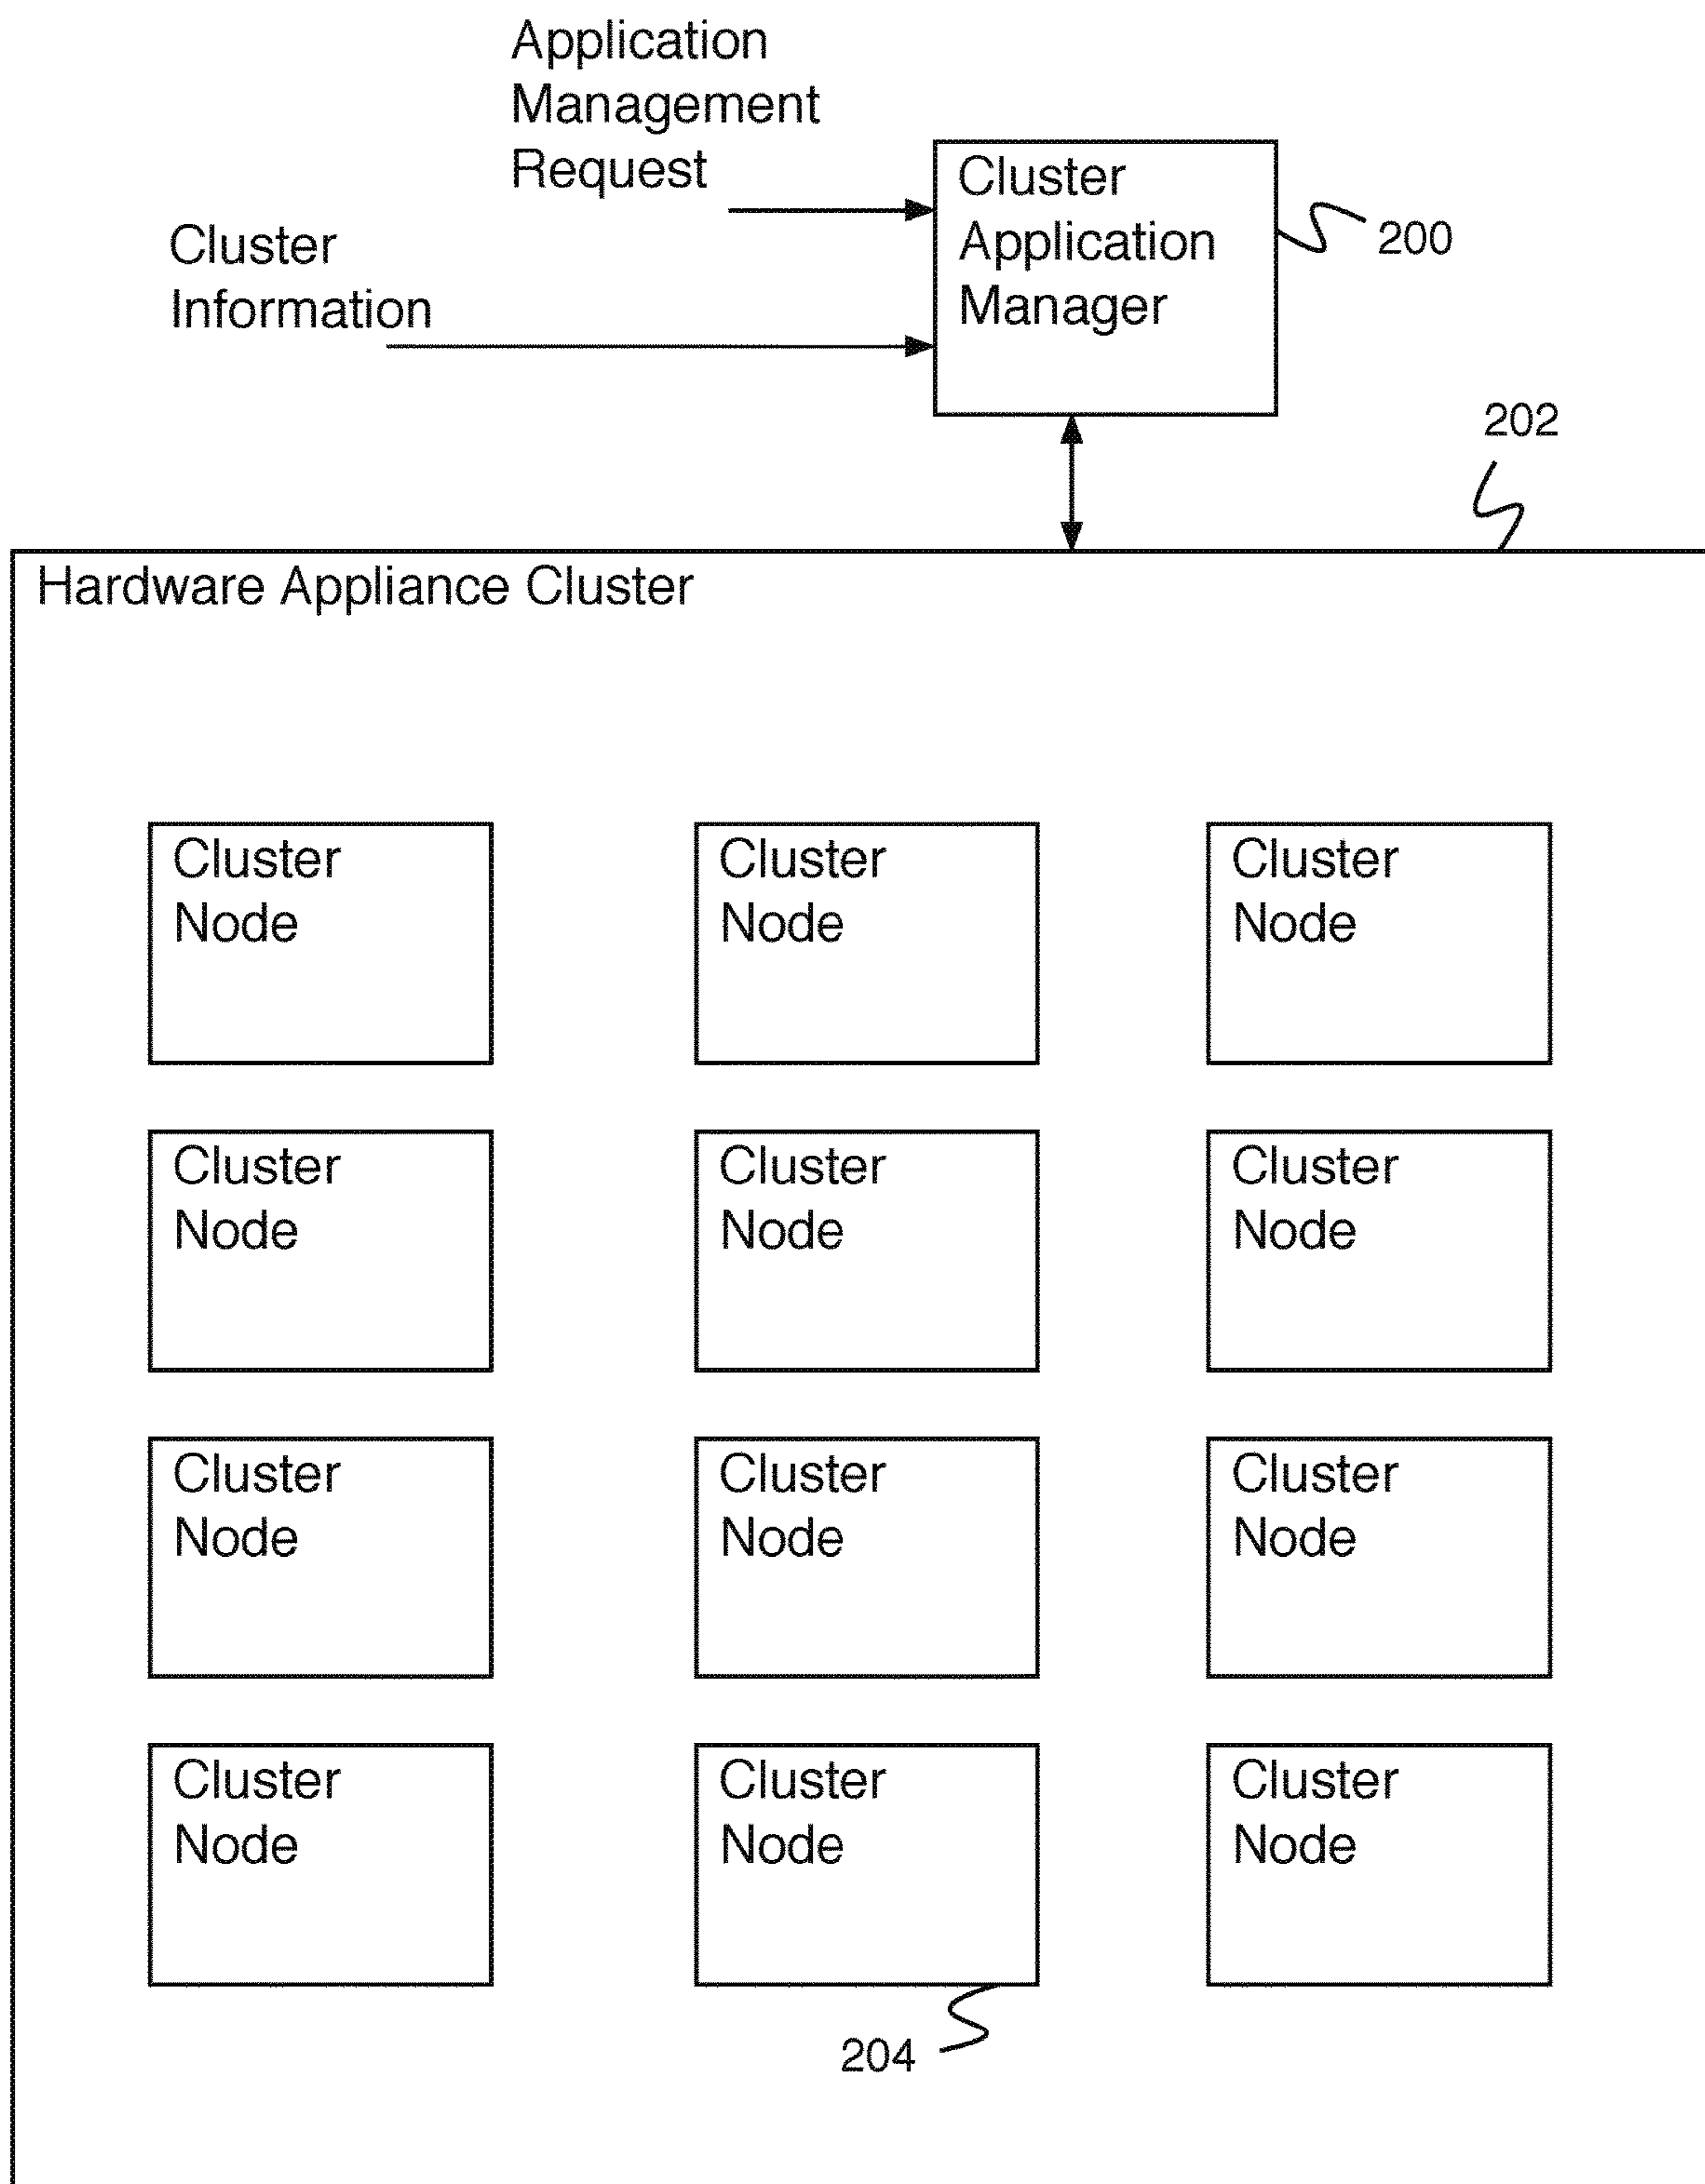 Application
Management
Request
Cluster
Information
Cluster
Application
Manager
200
202
Hardware Appliance Cluster
Cluster
Node
Cluster
Node
Cluster
Node
Cluster
Node
Cluster
Node
Cluster
Node
Cluster
Node
Cluster
Node
Cluster
Node
Cluster
Node
Cluster
Node
Cluster
Node
204